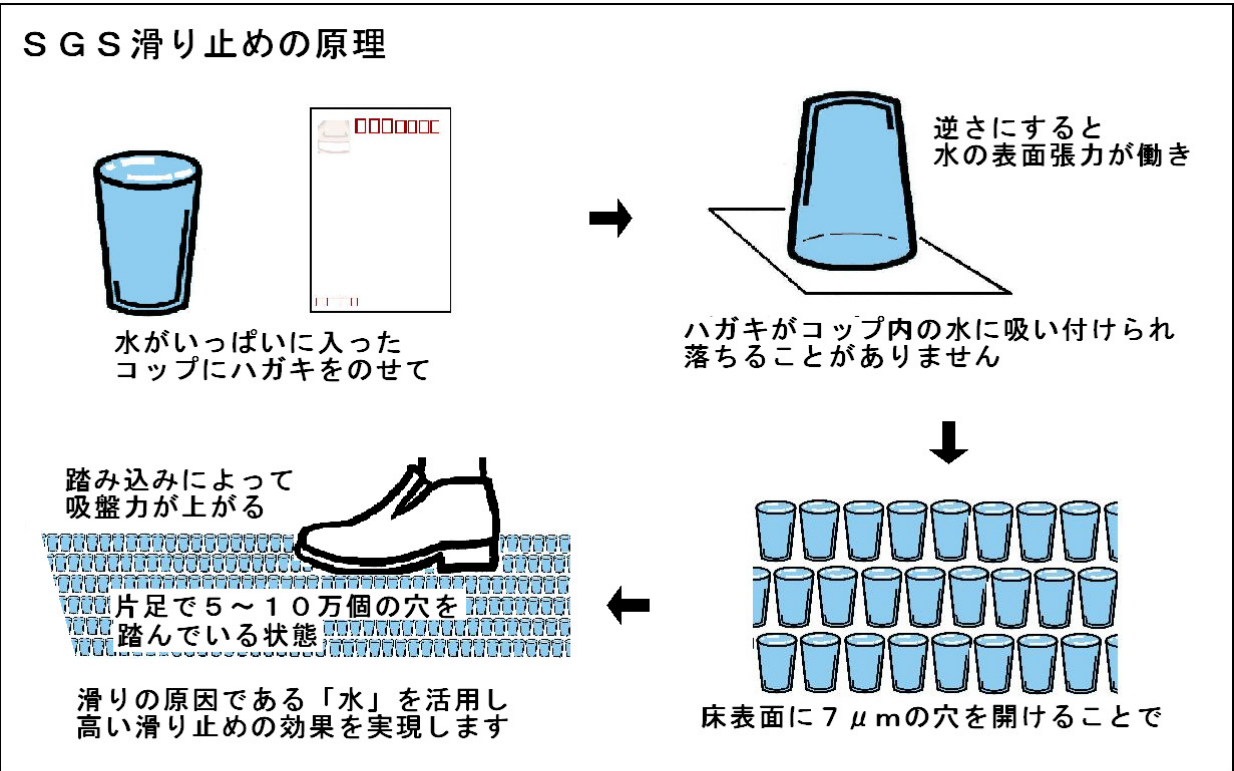 ＳＧＳ滑り止めの原理
水がいっぱいに入った
コップにハガキをのせて
逆さにすると
水の表面張力が働き
ハガキがコップ内の水に吸い付けられ
落ちることがありません
床表面に７μｍの穴を開けることで
踏み込みによって
吸盤力が上がる
片足で５～１０万個の穴を
踏んでいる状態
滑りの原因である「水」を活用し
高い滑り止めの効果を実現します